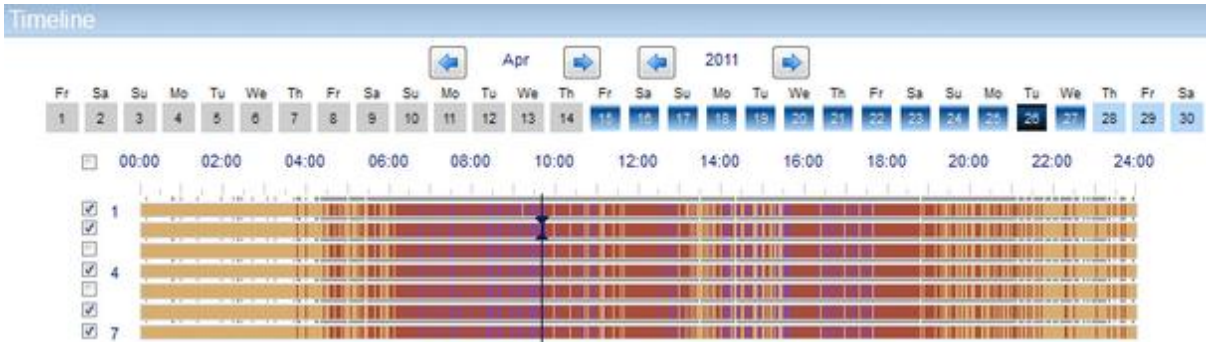 Timeline
Apr 2011
Fr Sa Su Mo Tu We Th Fr Sa Su Mo Tu We Th Fr Sa Su Mo Tu We Th Fr Sa Su Mo Tu We Th Fr Sa
1 2 3 4 5 6 7 8 9 10 11 12 13 14 15 16 17 18 19 20 21 22 23 24 25 26 27 28 29 30
00:00 02:00 04:00 06:00 08:00 10:00 12:00 14:00 16:00 18:00 20:00 22:00 24:00
1
4
7